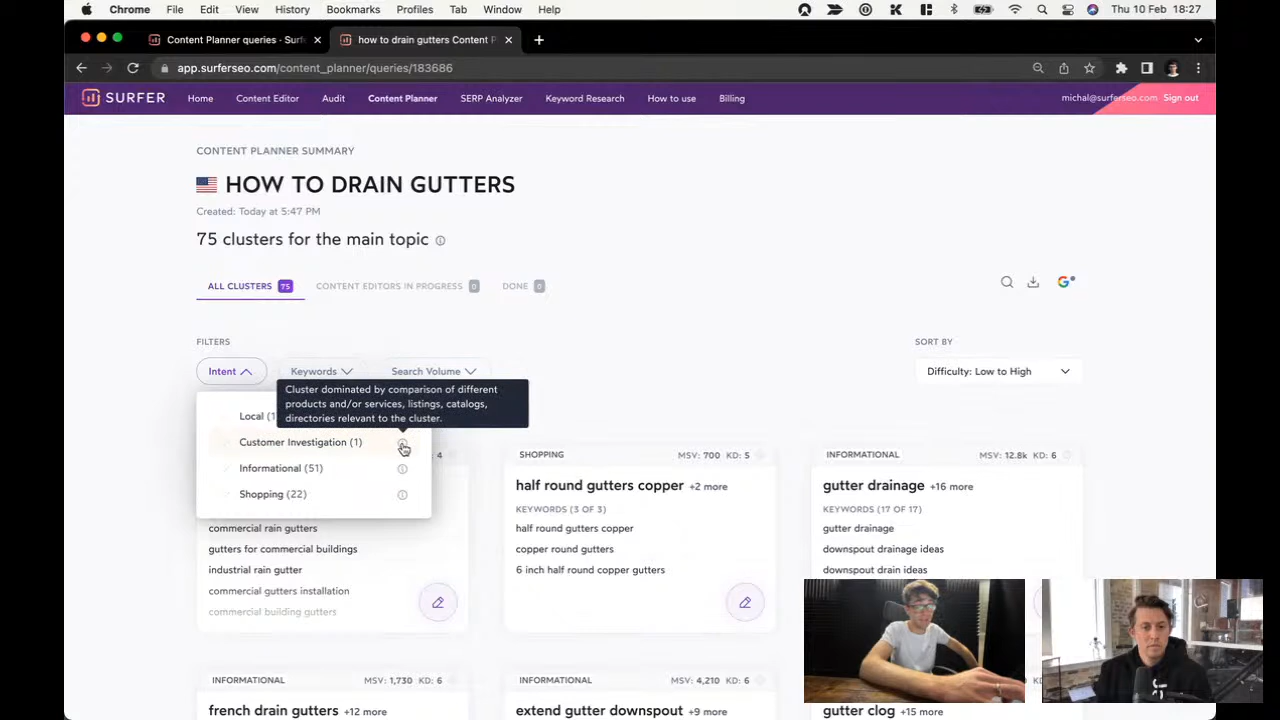 Chrome File Edit View History Bookmarks Profiles Tab Window Help Thu 10 Feb 18:27
Content Planner queries - Surf
how to drain gutters Content P
app.surferseo.com/content_planner/queries/183686
SURFER Home Content Editor Audit Content Planner SERP Analyzer Keyword Research How to use Billing michal@surferseo.com Sign out
CONTENT PLANNER SUMMARY
HOW TO DRAIN GUTTERS
Created: Today at 5:47 PM
75 clusters for the main topic
ALL CLUSTERS 75 CONTENT EDITORS IN PROGRESS 0 DONE 0
FILTERS SORT BY
Intent Keywords Search Volume Difficulty: Low to High
Cluster dominated by comparison of different
products and/or services, listings, catalogs,
directories relevant to the cluster.
Local
Customer Investigation (1)
Informational (51)
Shopping (22)
4
commercial rain gutters
gutters for commercial buildings
industrial rain gutter
commercial gutters installation
commercial building gutters
SHOPPING MSV: 700 KD: 5
half round gutters copper +2 more
KEYWORDS (3 OF 3)
half round gutters copper
copper round gutters
6 inch half round copper gutters
INFORMATIONAL MSV: 12.8k KD: 6
gutter drainage +16 more
KEYWORDS (17 OF 17)
gutter drainage
downspout drainage ideas
downspout drain ideas
INFORMATIONAL MSV: 1,730 KD: 6
french drain gutters +12 more
INFORMATIONAL MSV: 4,210 KD: 6
extend gutter downspout +9 more
gutter clog +15 more